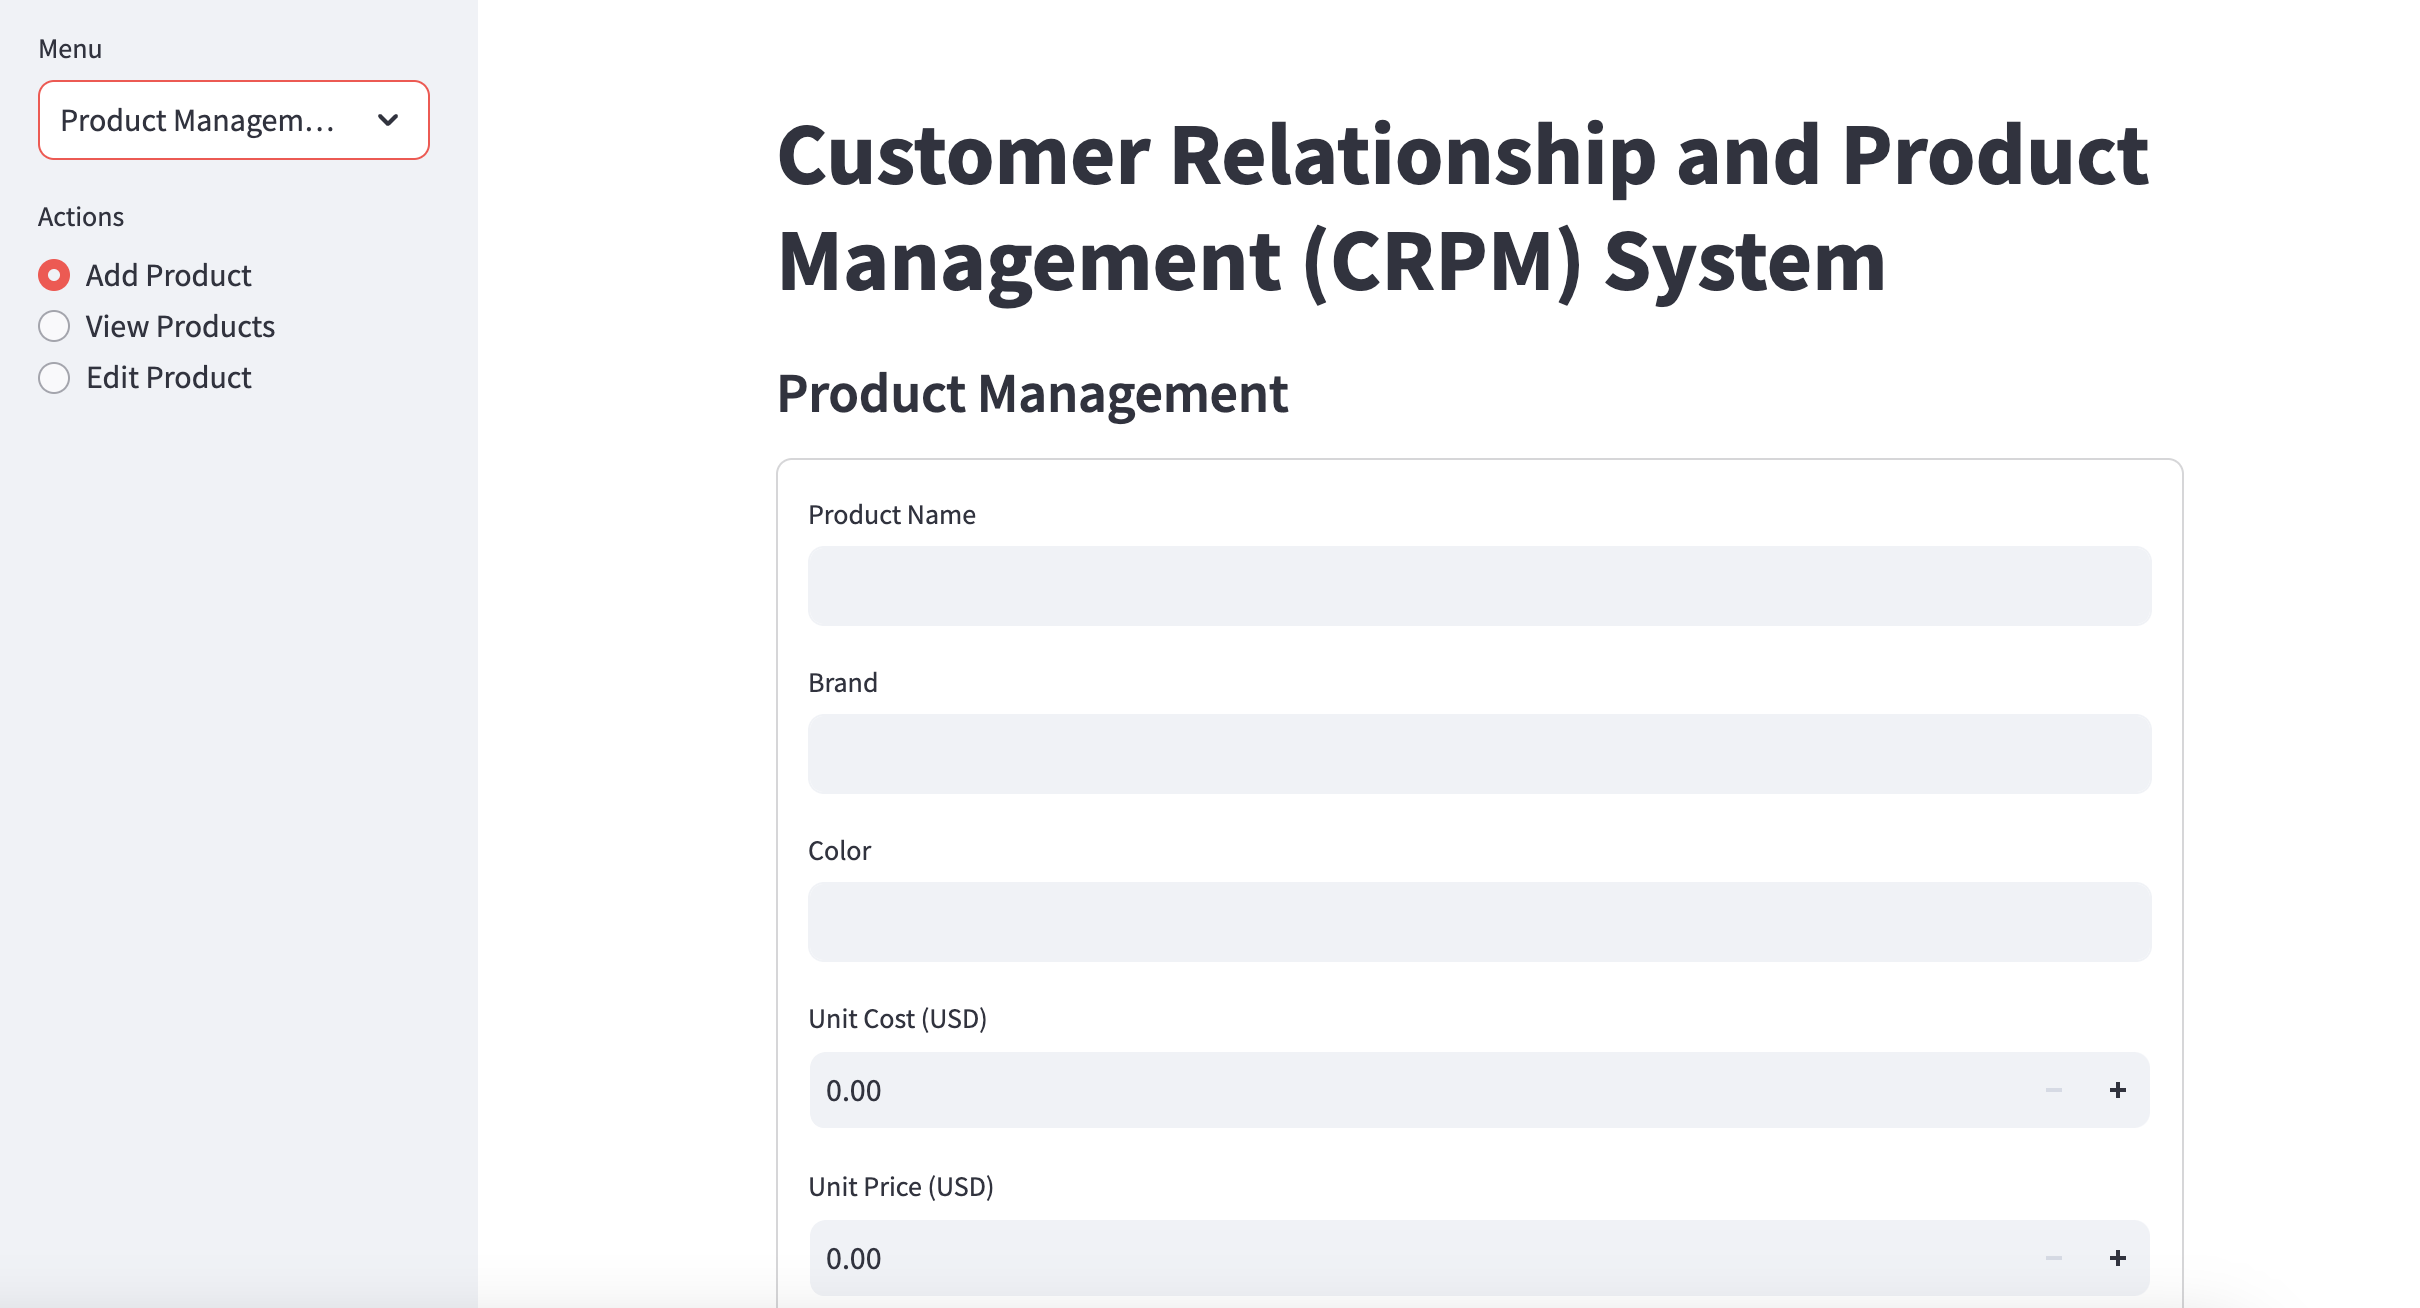 Menu
Product Managem...
Actions
Add Product
View Products
Edit Product
Customer Relationship and Product
Management (CRPM) System
Product Management
Product Name
Brand
Color
Unit Cost (USD)
0.00
Unit Price (USD)
0.00